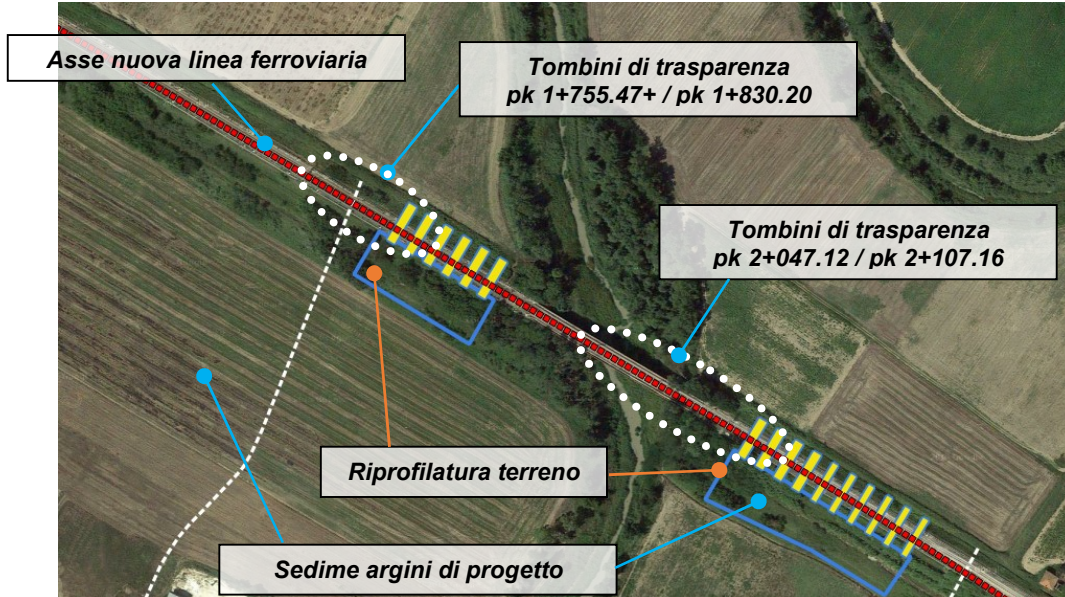 Asse nuova linea ferroviaria
Tombini di trasparenza
pk 1+755.47+ / pk 1+830.20
Tombini di trasparenza
pk 2+047.12 / pk 2+107.16
Riprofilatura terreno
Sedime argini di progetto